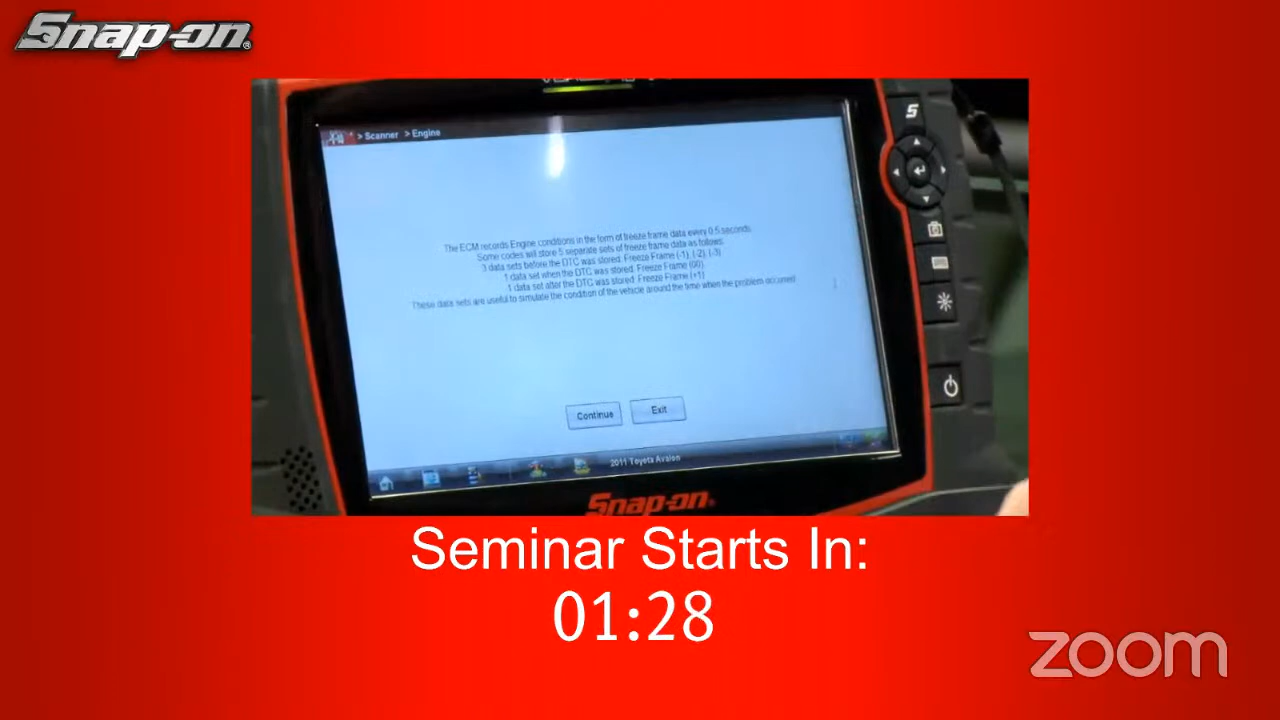 Snap-on®
> Scanner > Engine
S
The ECM records Engine conditions in the form of freeze frame data every 0.5 seconds.
Some codes will store 5 separate sets of freeze frame data as follows:
3 data sets before the DTC was stored. Freeze Frame (-1), (-2), (-3)
1 data set when the DTC was stored. Freeze Frame (00).
1 data set after the DTC was stored. Freeze Frame (+1)
These data sets are useful to simulate the condition of the vehicle around the time when the problem occurred
Continue Exit
2011 Toyota Avalon
Snap-on®
Seminar Starts In:
01:28
zoom